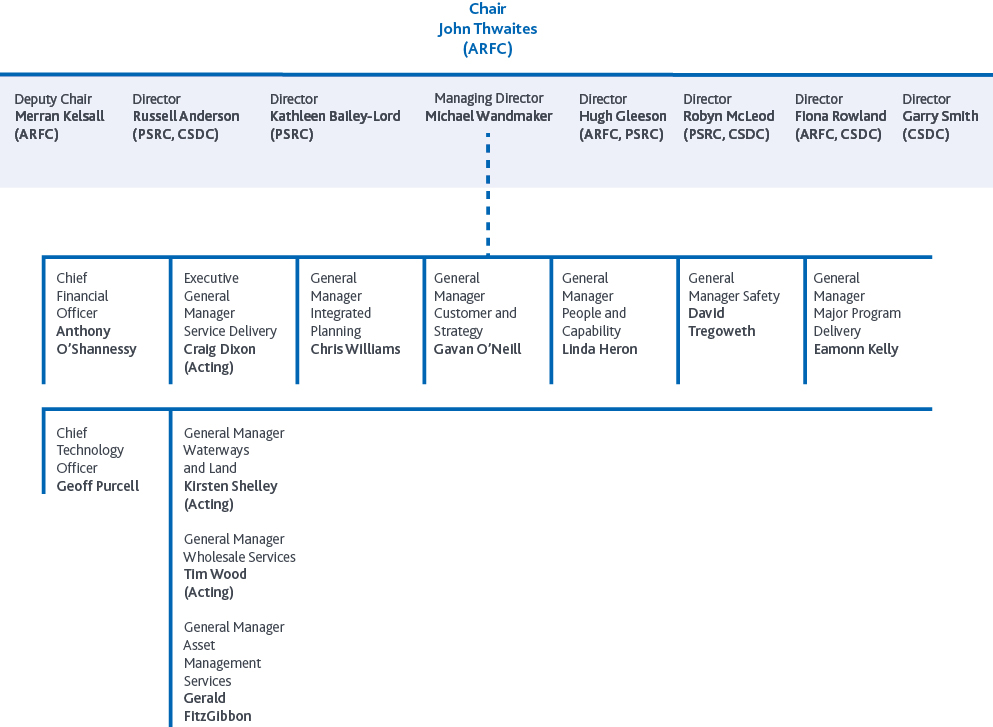 Chair
John Thwaites
(ARFC)
Deputy Chair
Merran Kelsall
(ARFC)
Director
Russell Anderson
(PSRC, CSDC)
Director
Kathleen Bailey-Lord
(PSRC)
Managing Director
Michael Wandmaker
Director
Hugh Gleeson
(ARFC, PSRC)
Director
Robyn McLeod
(PSRC, CSDC)
Director
Fiona Rowland
(ARFC, CSDC)
Director
Garry Smith
(CSDC)
Chief
Financial
Officer
Anthony
O’Shannessy
Executive
General
Manager
Service Delivery
Craig Dixon
(Acting)
General
Manager
Integrated
Planning
Chris Williams
General
Manager
Customer and
Strategy
Gavan O’Neill
General
Manager
People and
Capability
Linda Heron
General
Manager Safety
David
Tregoweth
General
Manager
Major Program
Delivery
Eamonn Kelly
Chief
Technology
Officer
Geoff Purcell
General Manager
Waterways
and Land
Kirsten Shelley
(Acting)
General Manager
Wholesale Services
Tim Wood
(Acting)
General Manager
Asset
Management
Services
Gerald
FitzGibbon